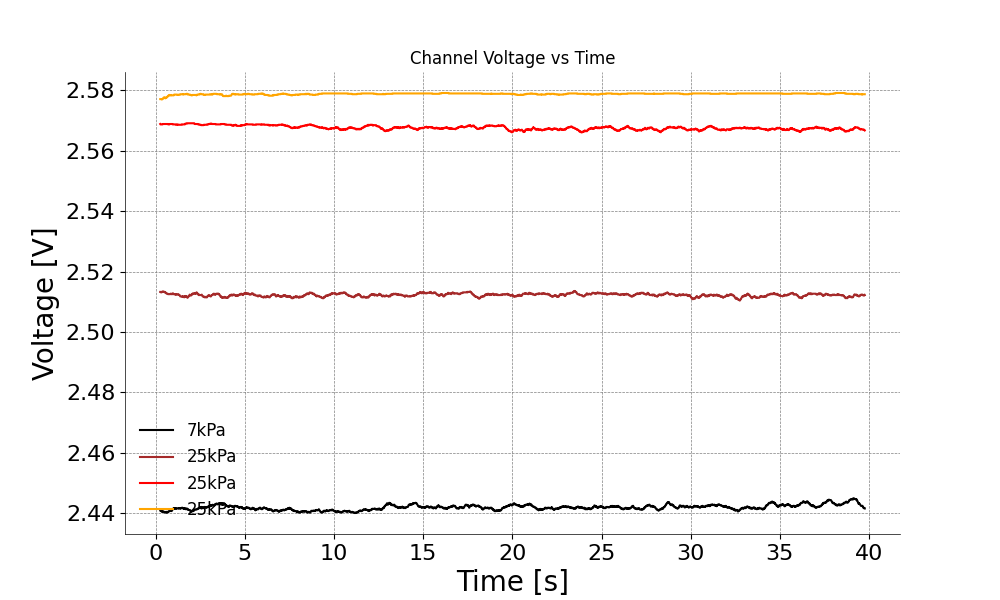 Channel Voltage vs Time
2.58
2.56
2.54
2.52
2.50
2.48
2.46
2.44
Voltage [V]
7kPa
25kPa
25kPa
25kPa
0 5 10 15 20 25 30 35 40
Time [s]